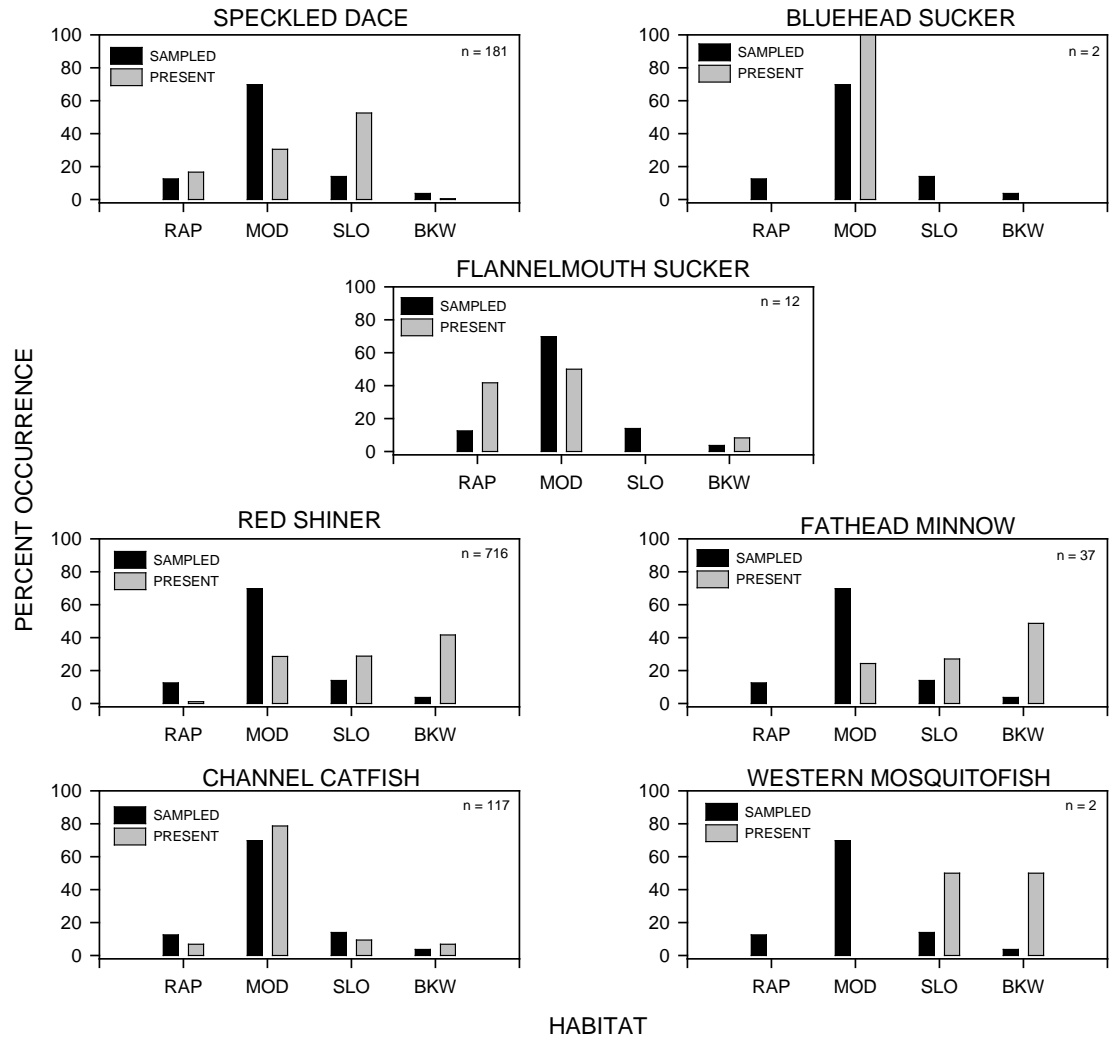 SPECKLED DACE
100
80
60
40
20
0
SAMPLED
PRESENT
n = 181
RAP MOD SLO BKW
BLUEHEAD SUCKER
100
80
60
40
20
0
SAMPLED
PRESENT
n = 2
RAP MOD SLO BKW
FLANNELMOUTH SUCKER
100
80
60
40
20
0
SAMPLED
PRESENT
n = 12
RAP MOD SLO BKW
PERCENT OCCURRENCE
RED SHINER
100
80
60
40
20
0
SAMPLED
PRESENT
n = 716
RAP MOD SLO BKW
FATHEAD MINNOW
100
80
60
40
20
0
SAMPLED
PRESENT
n = 37
RAP MOD SLO BKW
CHANNEL CATFISH
100
80
60
40
20
0
SAMPLED
PRESENT
n = 117
RAP MOD SLO BKW
WESTERN MOSQUITOFISH
100
80
60
40
20
0
SAMPLED
PRESENT
n = 2
RAP MOD SLO BKW
HABITAT